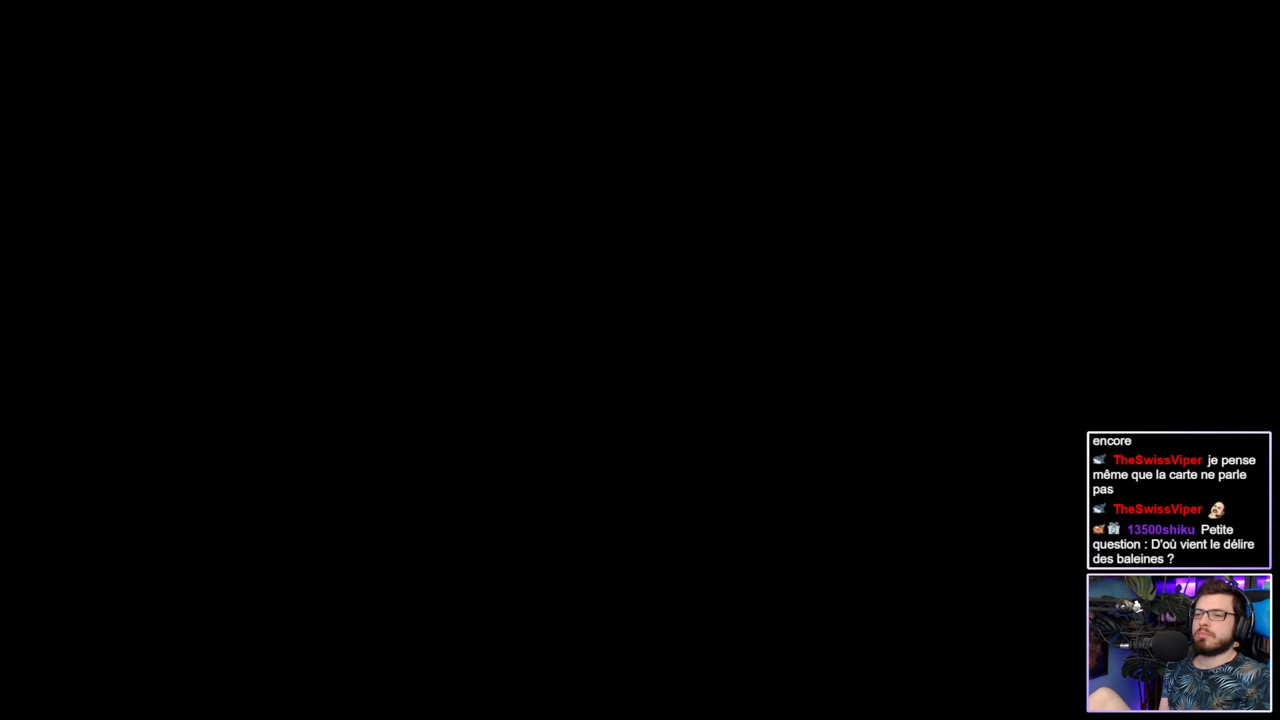 encore
TheSwissViper je pense
même que la carte ne parle
pas
TheSwissViper
13500shiku Petite
question : D'où vient le délire
des baleines ?